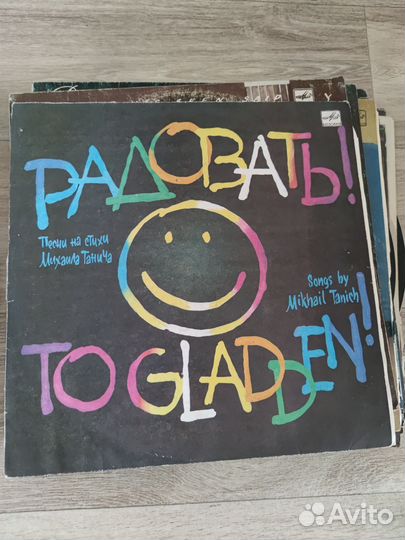 РАДОВАТЬ!
Песни на стихи
Михаила Танича
Songs by
Mikhail Tanich
TO GLADDEN!
Avito